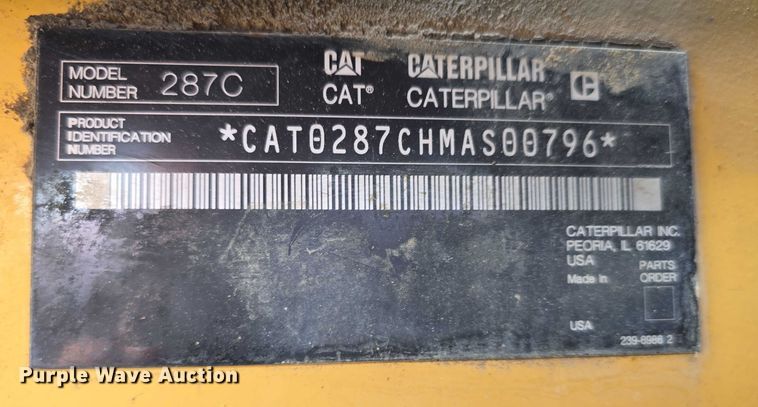 MODEL NUMBER 287C
CAT CATERPILLAR
CAT® CATERPILLAR®
PRODUCT IDENTIFICATION NUMBER *CAT0287CHMAS00796*
CATERPILLAR INC.
PEORIA, IL 61629
USA
PARTS ORDER
Made in
USA
239-6986 2
Purple Wave Auction